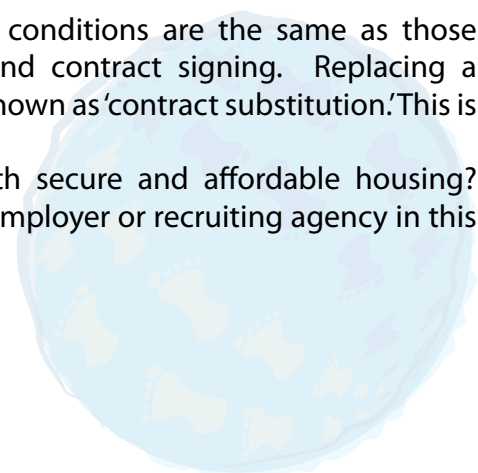 conditions are the same as those
nd contract signing. Replacing a
nown as ‘contract substitution.’ This is
th secure and affordable housing?
mployer or recruiting agency in this